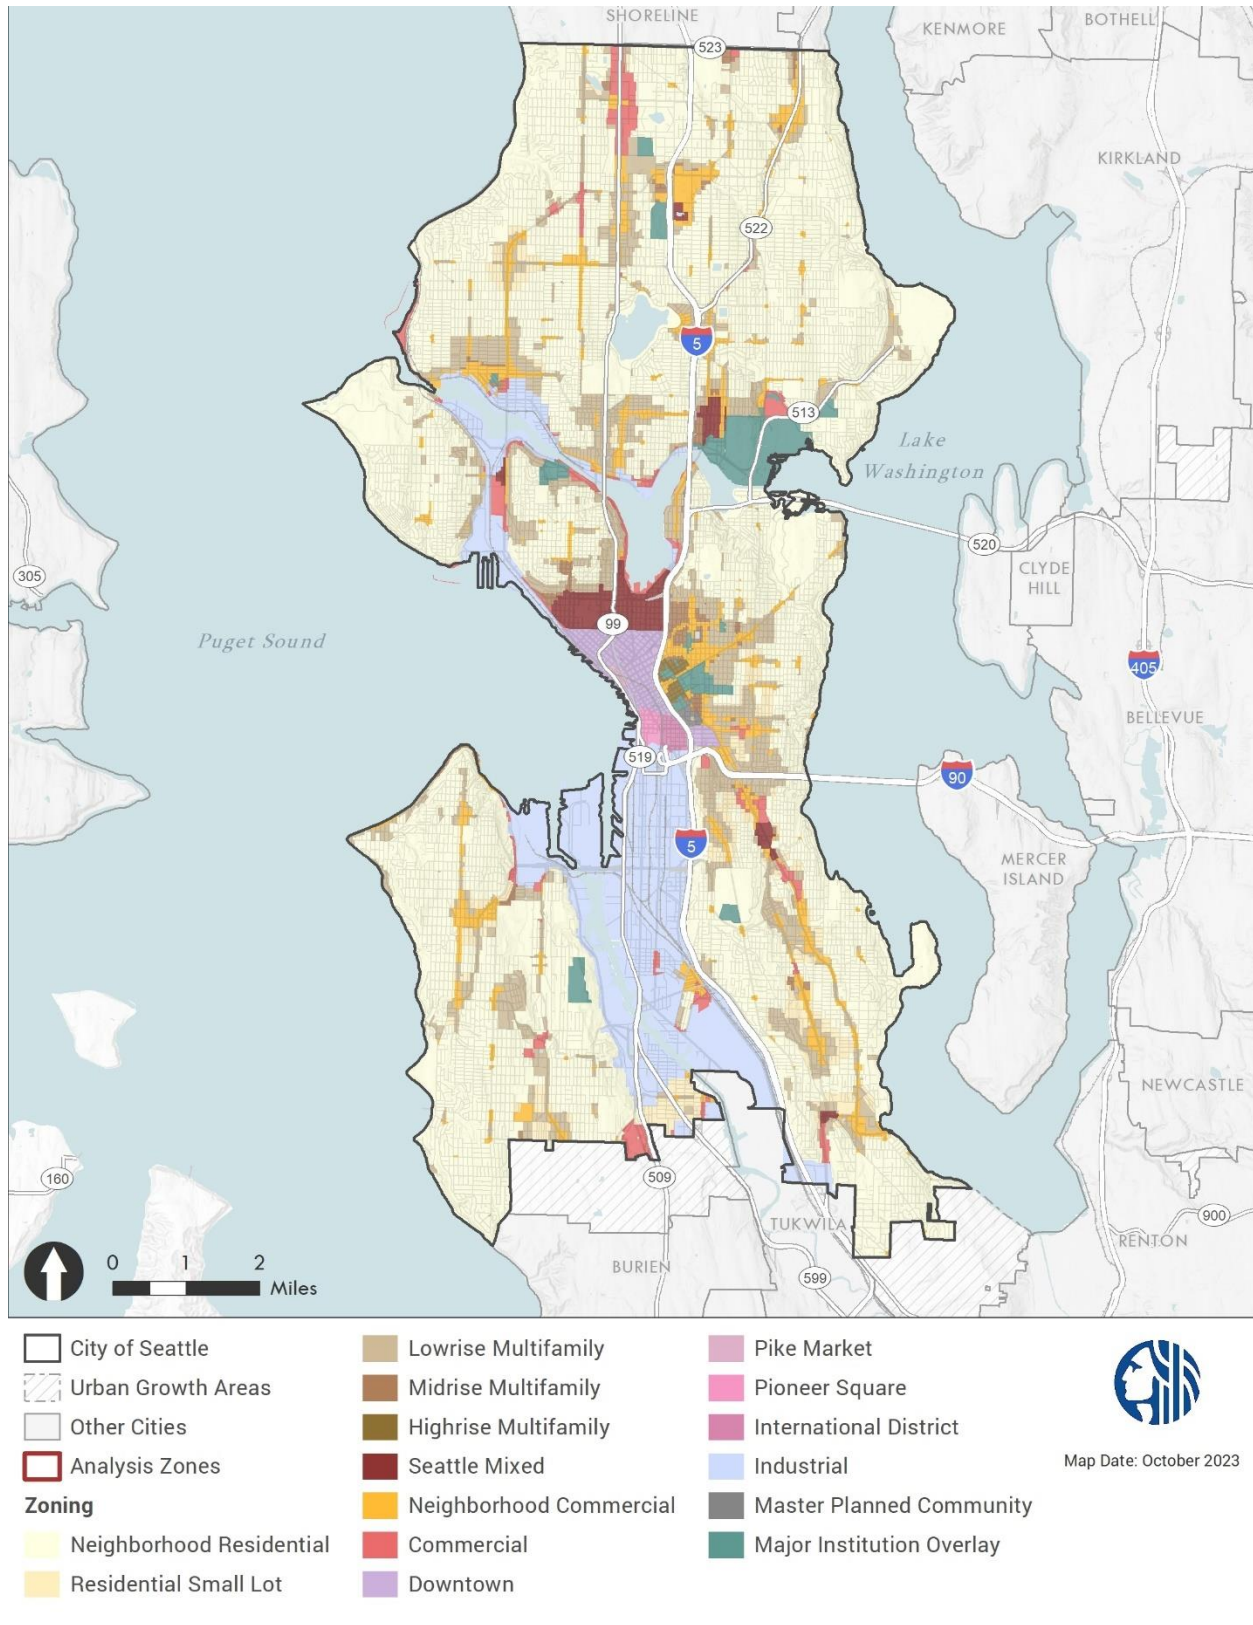 SHORELINE
KENMORE
BOTHELL
523
KIRKLAND
522
5
513
Lake
Washington
520
305
CLYDE
HILL
Puget Sound
99
405
BELLEVUE
519
90
5
MERCER
ISLAND
NEWCASTLE
160
509
900
TUKWILA
RENTON
BURIEN
599
0 1 2
Miles
City of Seattle
Urban Growth Areas
Other Cities
Analysis Zones
Zoning
Neighborhood Residential
Residential Small Lot
Lowrise Multifamily
Midrise Multifamily
Highrise Multifamily
Seattle Mixed
Neighborhood Commercial
Commercial
Downtown
Pike Market
Pioneer Square
International District
Industrial
Master Planned Community
Major Institution Overlay
Map Date: October 2023